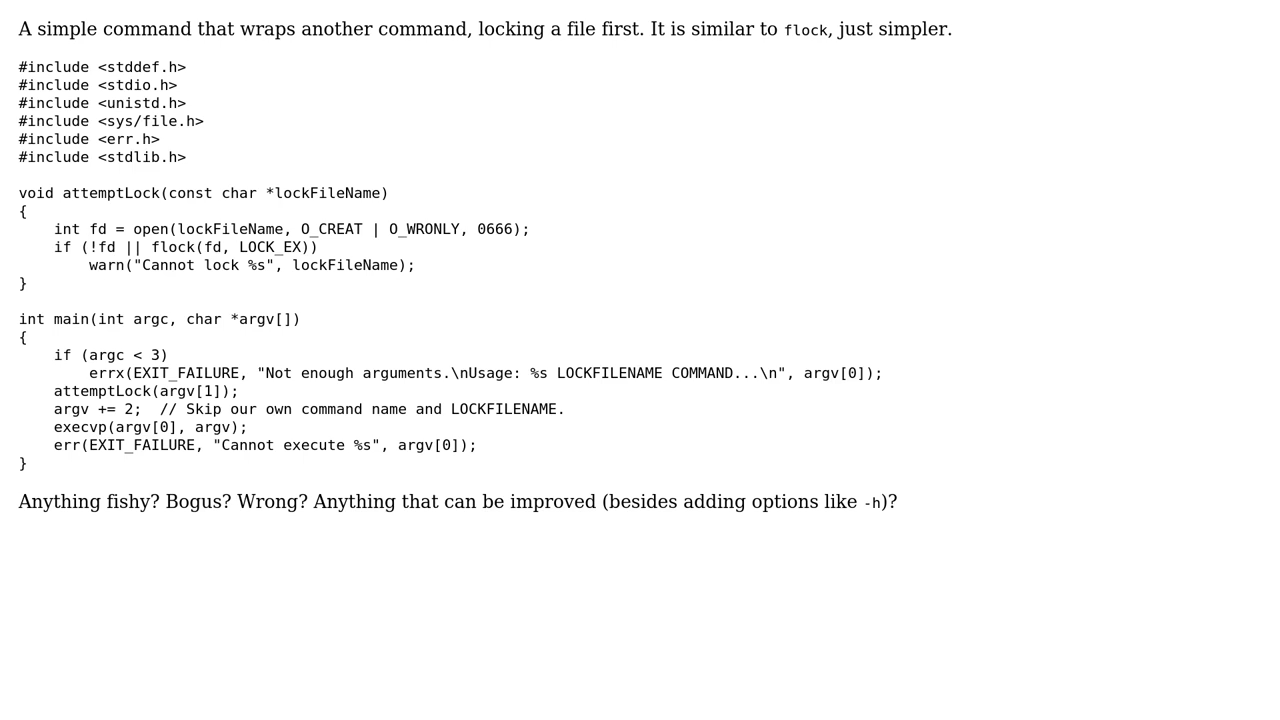 A simple command that wraps another command, locking a file first. It is similar to flock, just simpler.
#include <stddef.h>
#include <stdio.h>
#include <unistd.h>
#include <sys/file.h>
#include <err.h>
#include <stdlib.h>
void attemptLock(const char *lockFileName)
{
    int fd = open(lockFileName, O_CREAT | O_WRONLY, 0666);
    if (!fd || flock(fd, LOCK_EX))
        warn("Cannot lock %s", lockFileName);
}
int main(int argc, char *argv[])
{
    if (argc < 3)
        errx(EXIT_FAILURE, "Not enough arguments.\nUsage: %s LOCKFILENAME COMMAND...\n", argv[0]);
    attemptLock(argv[1]);
    argv += 2;  // Skip our own command name and LOCKFILENAME.
    execvp(argv[0], argv);
    err(EXIT_FAILURE, "Cannot execute %s", argv[0]);
}
Anything fishy? Bogus? Wrong? Anything that can be improved (besides adding options like -h)?